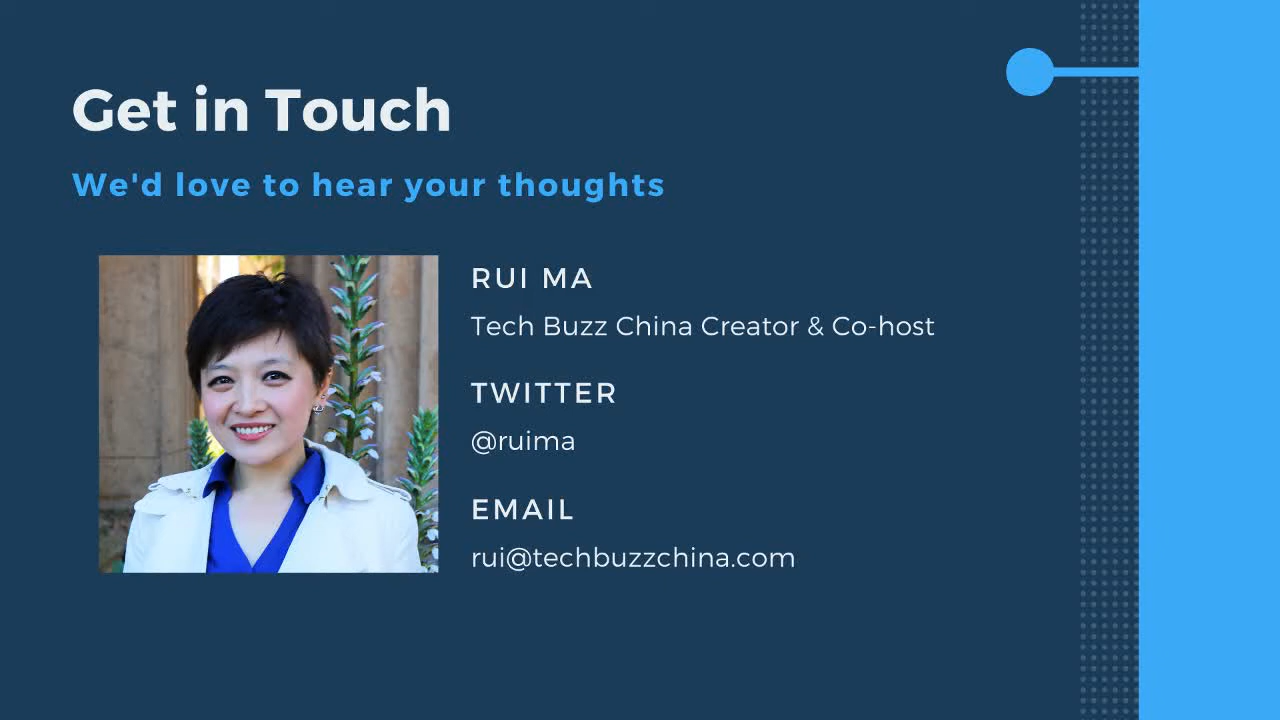 Get in Touch
We'd love to hear your thoughts
RUI MA
Tech Buzz China Creator & Co-host
TWITTER
@ruima
EMAIL
rui@techbuzzchina.com